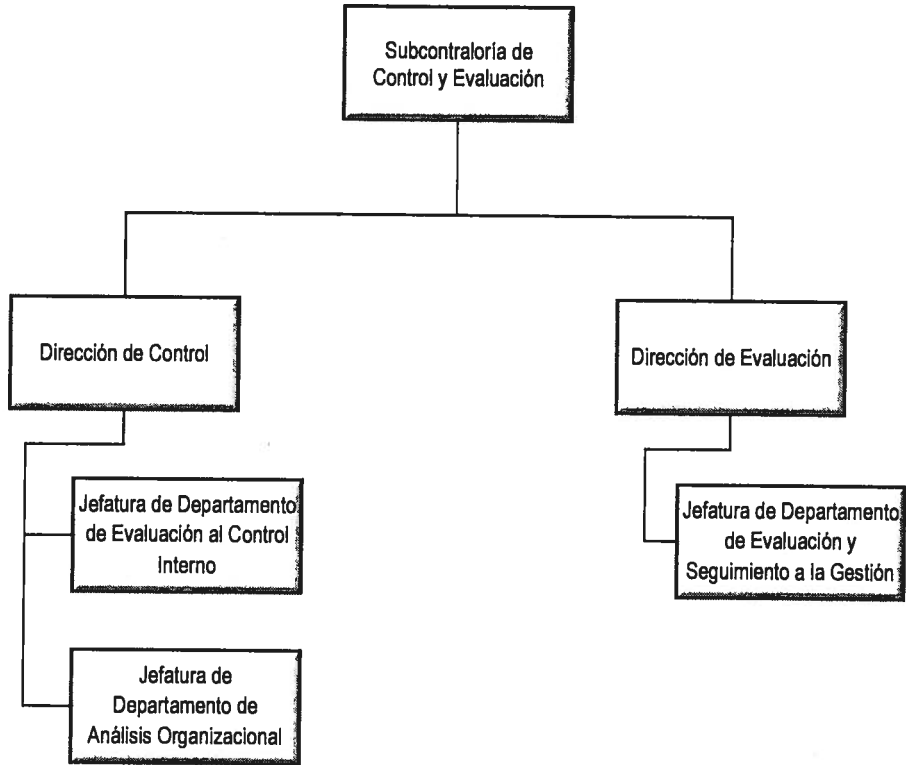 Subcontraloría de
Control y Evaluación
Dirección de Control
Dirección de Evaluación
Jefatura de Departamento
de Evaluación al Control
Interno
Jefatura de Departamento
de Evaluación y
Seguimiento a la Gestión
Jefatura de
Departamento de
Análisis Organizacional